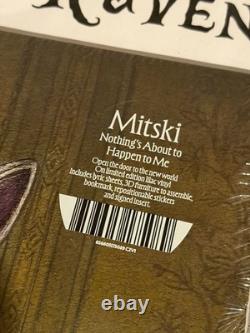 RAVEN
Mitski
Nothing's About to
Happen to Me
Open the door to the new world
On limited edition lilac vinyl
Includes lyric sheets, 3D furniture to assemble,
bookmark, repositionable stickers
and signed insert.